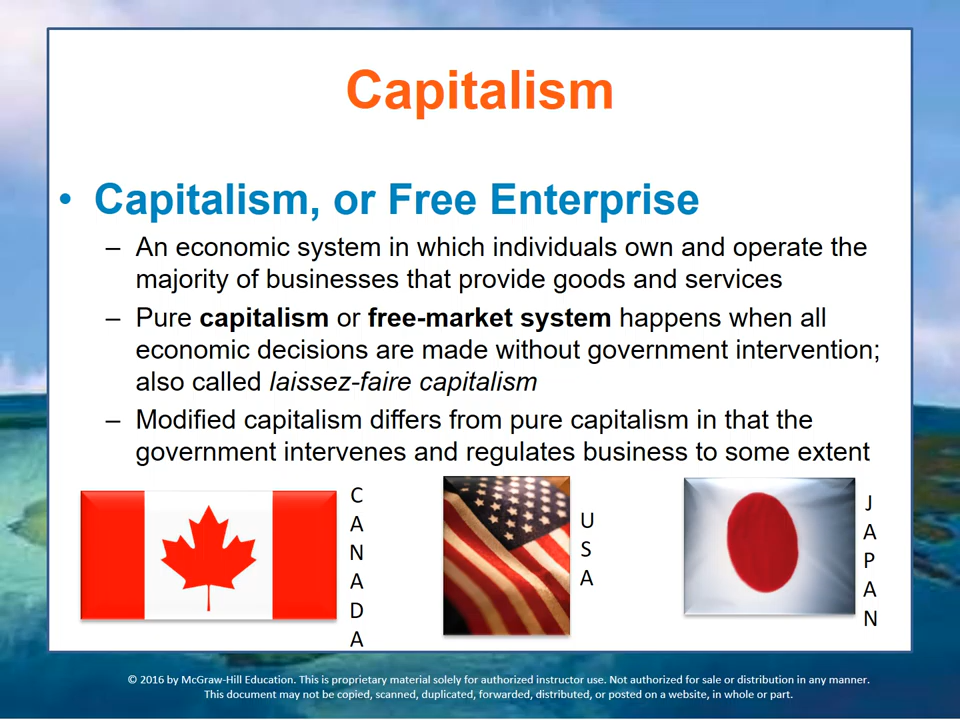 Capitalism
• Capitalism, or Free Enterprise
– An economic system in which individuals own and operate the
majority of businesses that provide goods and services
– Pure capitalism or free-market system happens when all
economic decisions are made without government intervention;
also called laissez-faire capitalism
– Modified capitalism differs from pure capitalism in that the
government intervenes and regulates business to some extent
CANADA
USA
JAPAN
© 2016 by McGraw-Hill Education. This is proprietary material solely for authorized instructor use. Not authorized for sale or distribution in any manner.
This document may not be copied, scanned, duplicated, forwarded, distributed, or posted on a website, in whole or part.